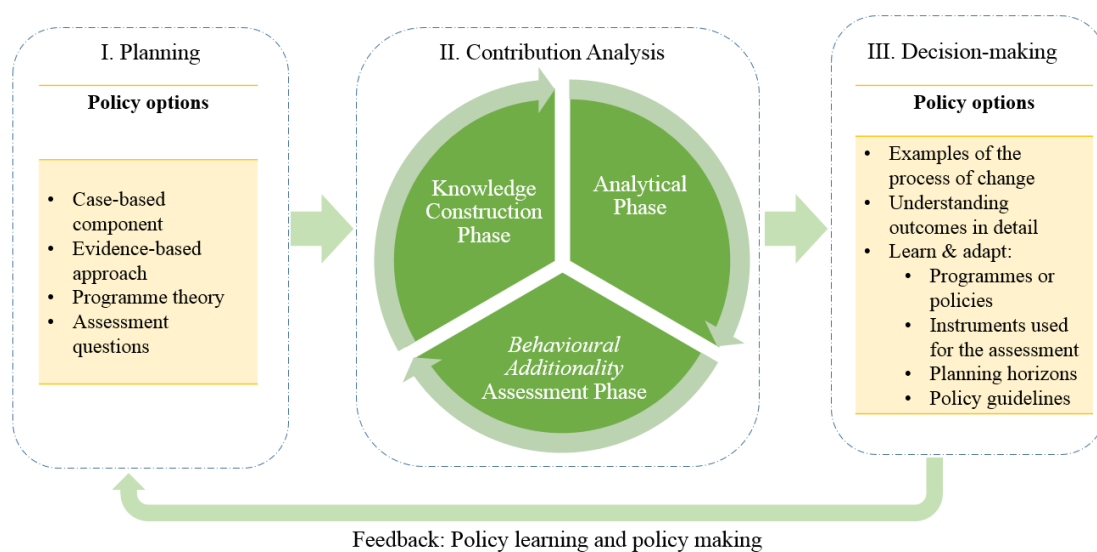 I. Planning
Policy options
• Case-based
component
• Evidence-based
approach
• Programme theory
• Assessment
questions
II. Contribution Analysis
Knowledge
Construction
Phase
Analytical
Phase
Behavioural
Additionality
Assessment Phase
III. Decision-making
Policy options
• Examples of the
process of change
• Understanding
outcomes in detail
• Learn & adapt:
• Programmes or
policies
• Instruments used
for the assessment
• Planning horizons
• Policy guidelines
Feedback: Policy learning and policy making